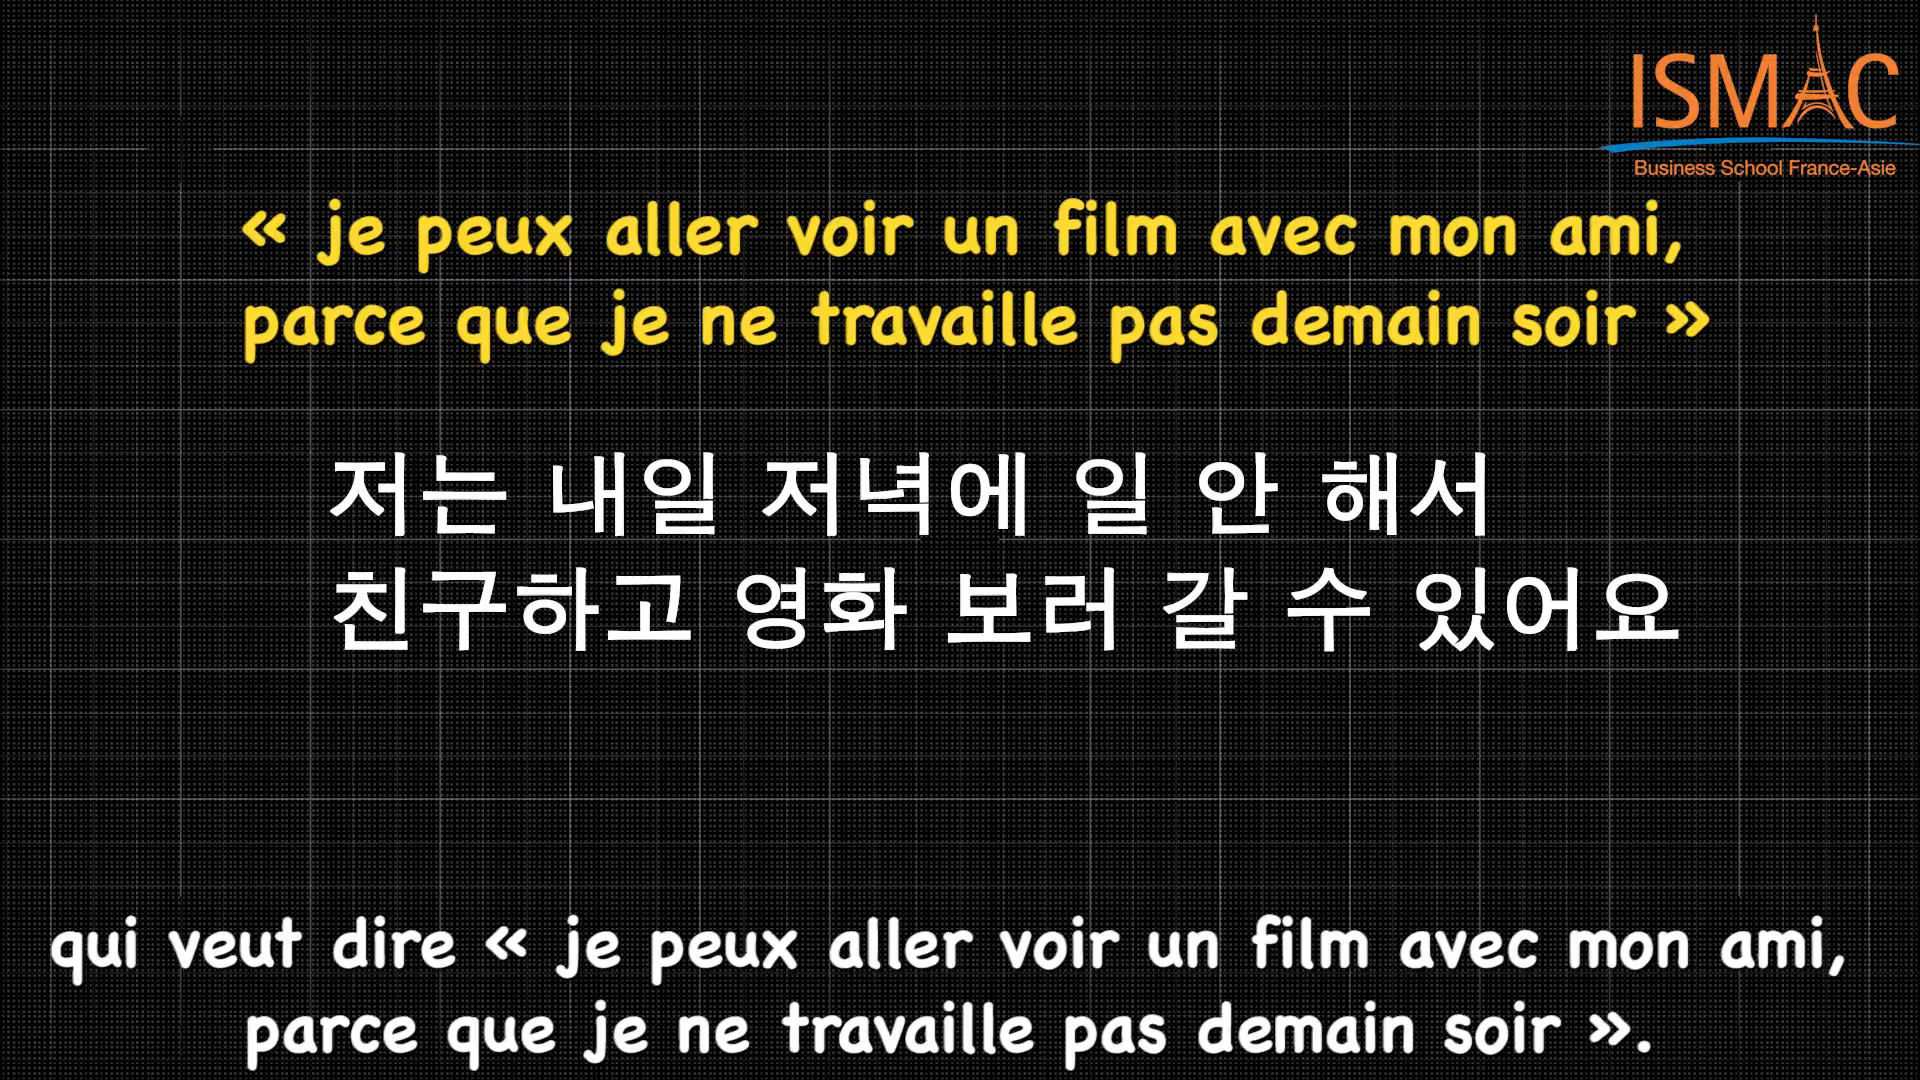 ISMAC
Business School France-Asie
« je peux aller voir un film avec mon ami,
parce que je ne travaille pas demain soir »
저는 내일 저녁에 일 안 해서
친구하고 영화 보러 갈 수 있어요
qui veut dire « je peux aller voir un film avec mon ami,
parce que je ne travaille pas demain soir ».